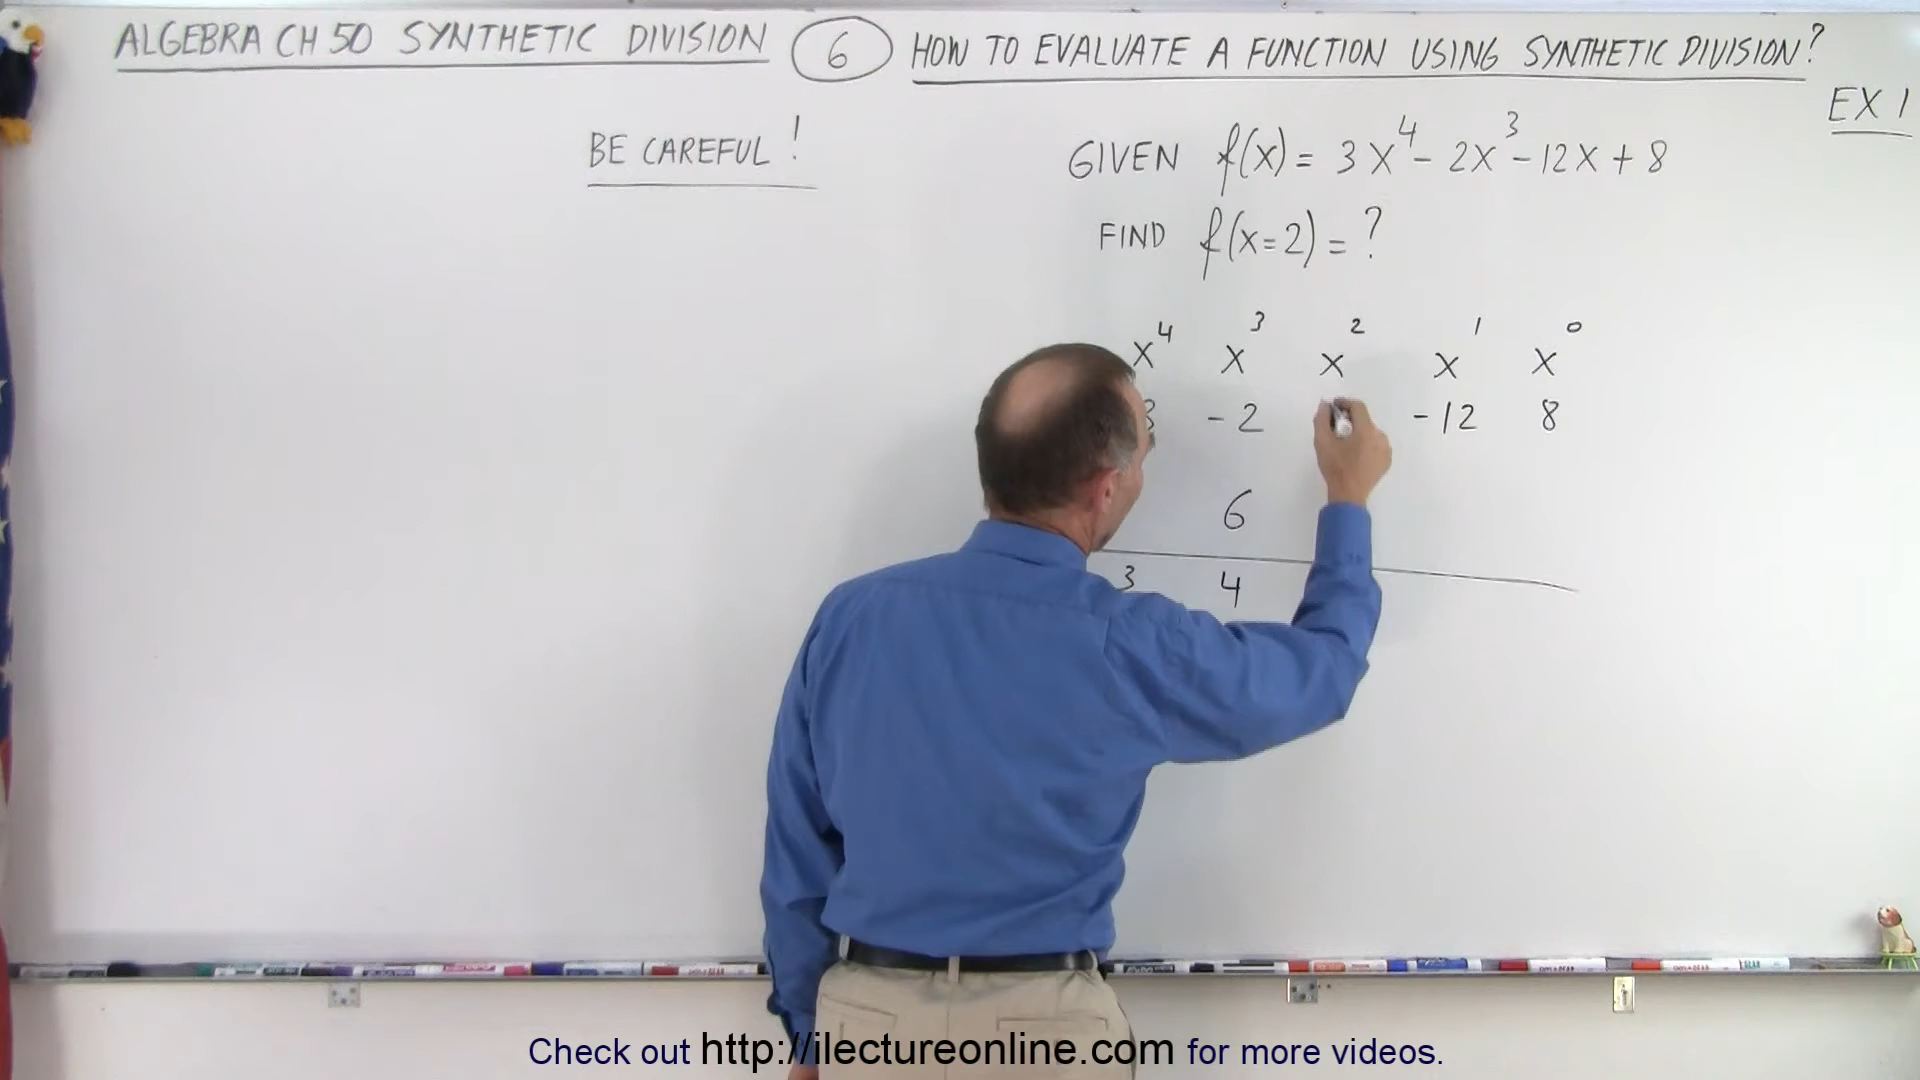 ALGEBRA CH 50 SYNTHETIC DIVISION 6 HOW TO EVALUATE A FUNCTION USING SYNTHETIC DIVISION?
EX 1
BE CAREFUL!
GIVEN f(x) = 3x⁴ - 2x³ - 12x + 8
FIND f(x=2) = ?
x⁴ x³ x² x¹ x⁰
3 -2 -12 8
6
3 4
Check out http://ilectureonline.com for more videos.